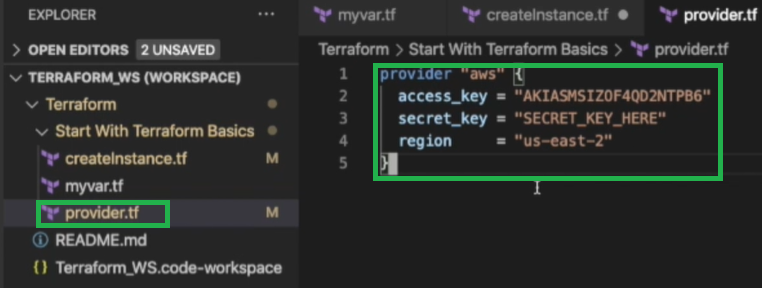 EXPLORER
myvar.tf
createInstance.tf
provider.tf
OPEN EDITORS 2 UNSAVED
Terraform > Start With Terraform Basics > provider.tf
TERRAFORM_WS (WORKSPACE)
Terraform
Start With Terraform Basics
createInstance.tf M
myvar.tf
provider.tf M
README.md
{} Terraform_WS.code-workspace
1 provider "aws" {
2 access_key = "AKIASMSIZOF4QD2NTPB6"
3 secret_key = "SECRET_KEY_HERE"
4 region = "us-east-2"
5 }